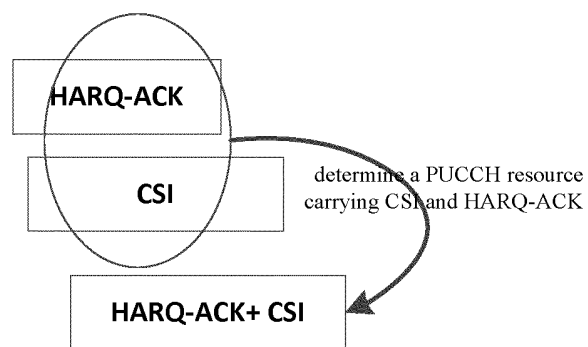 HARQ-ACK
CSI
determine a PUCCH resource
carrying CSI and HARQ-ACK
HARQ-ACK+ CSI